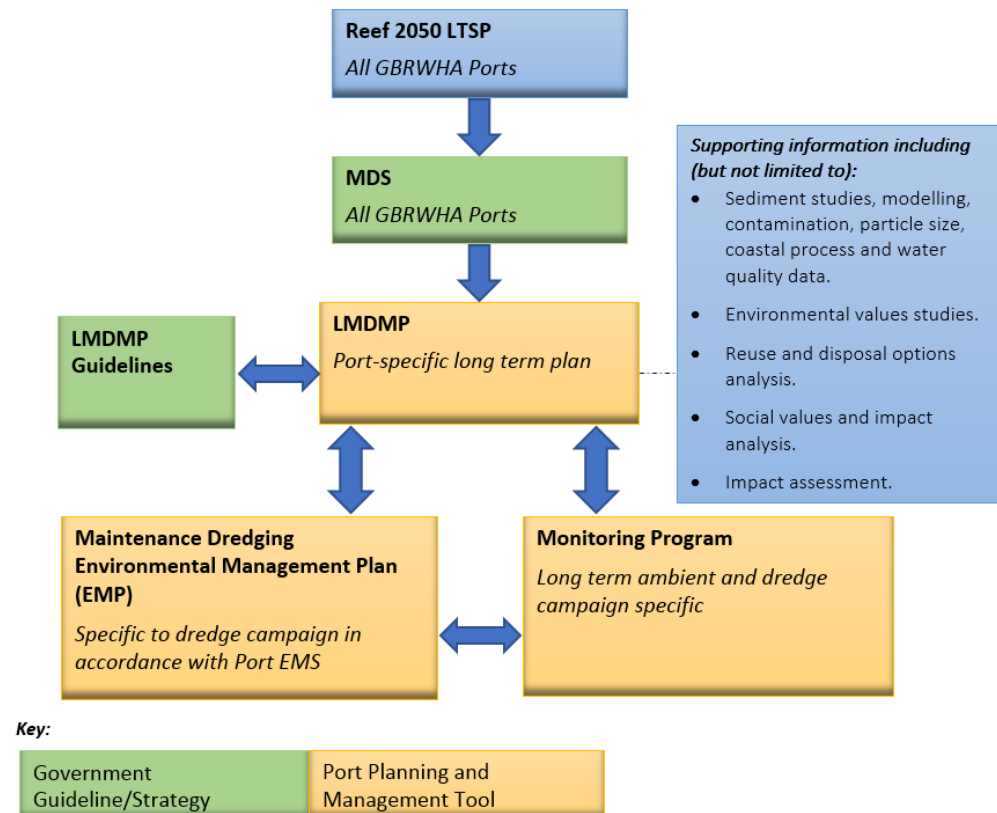 Reef 2050 LTSP
All GBRWHA Ports
MDS
All GBRWHA Ports
Supporting information including
(but not limited to):
• Sediment studies, modelling,
contamination, particle size,
coastal process and water
quality data.
• Environmental values studies.
• Reuse and disposal options
analysis.
• Social values and impact
analysis.
• Impact assessment.
LMDMP
Guidelines
LMDMP
Port-specific long term plan
Maintenance Dredging
Environmental Management Plan
(EMP)
Specific to dredge campaign in
accordance with Port EMS
Monitoring Program
Long term ambient and dredge
campaign specific
Key:
Government
Guideline/Strategy
Port Planning and
Management Tool